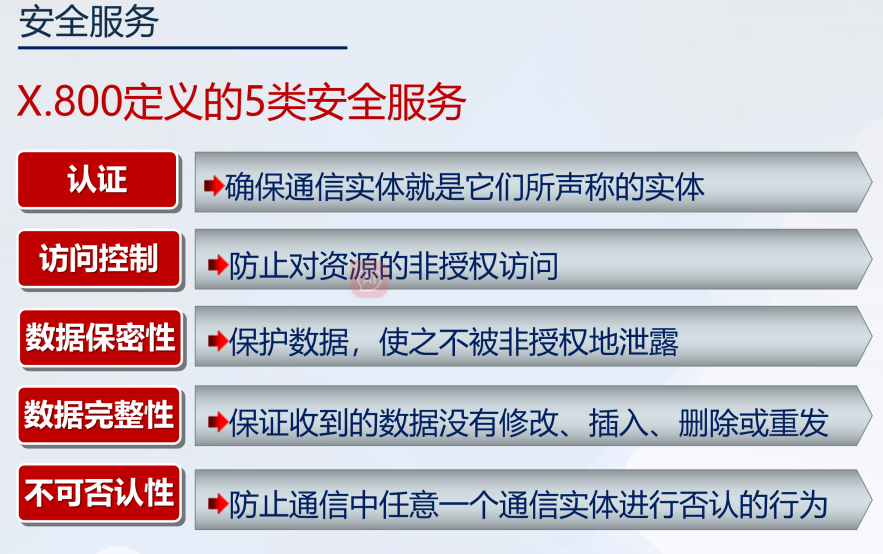 安全服务
X.800定义的5类安全服务
认证
确保通信实体就是它们所声称的实体
访问控制
防止对资源的非授权访问
数据保密性
保护数据，使之不被非授权地泄露
数据完整性
保证收到的数据没有修改、插入、删除或重发
不可否认性
防止通信中任意一个通信实体进行否认的行为